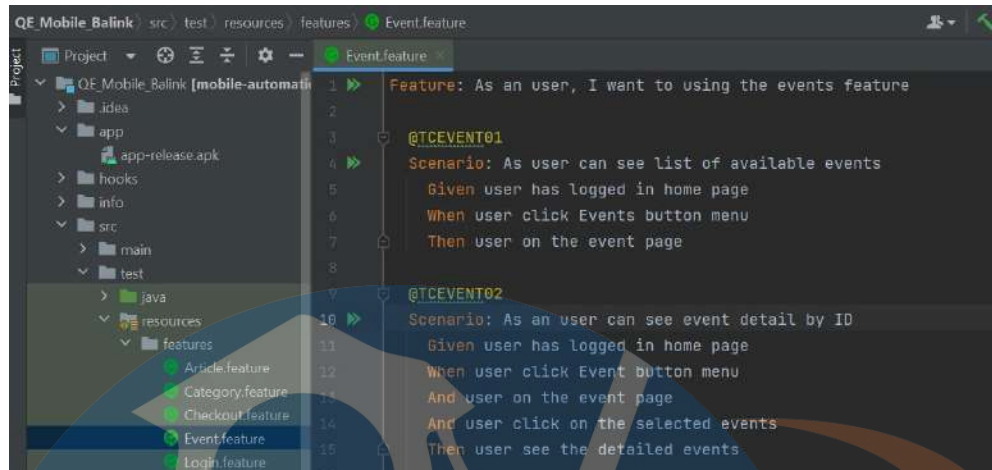 QE_Mobile_Balink > src > test > resources > features > Event.feature
Project
Event.feature
Project
QE_Mobile_Balink [mobile-automati
.idea
app
app-release.apk
hooks
info
src
main
test
java
resources
features
Article.feature
Category.feature
Checkout.feature
Event.feature
Login.feature
1 Feature: As an user, I want to using the events feature
2
3 @TCEVENT01
4 Scenario: As user can see list of available events
5 Given user has logged in home page
6 When user click Events button menu
7 Then user on the event page
8
9 @TCEVENT02
10 Scenario: As an user can see event detail by ID
11 Given user has logged in home page
12 When user click Event button menu
13 And user on the event page
14 And user click on the selected events
15 Then user see the detailed events